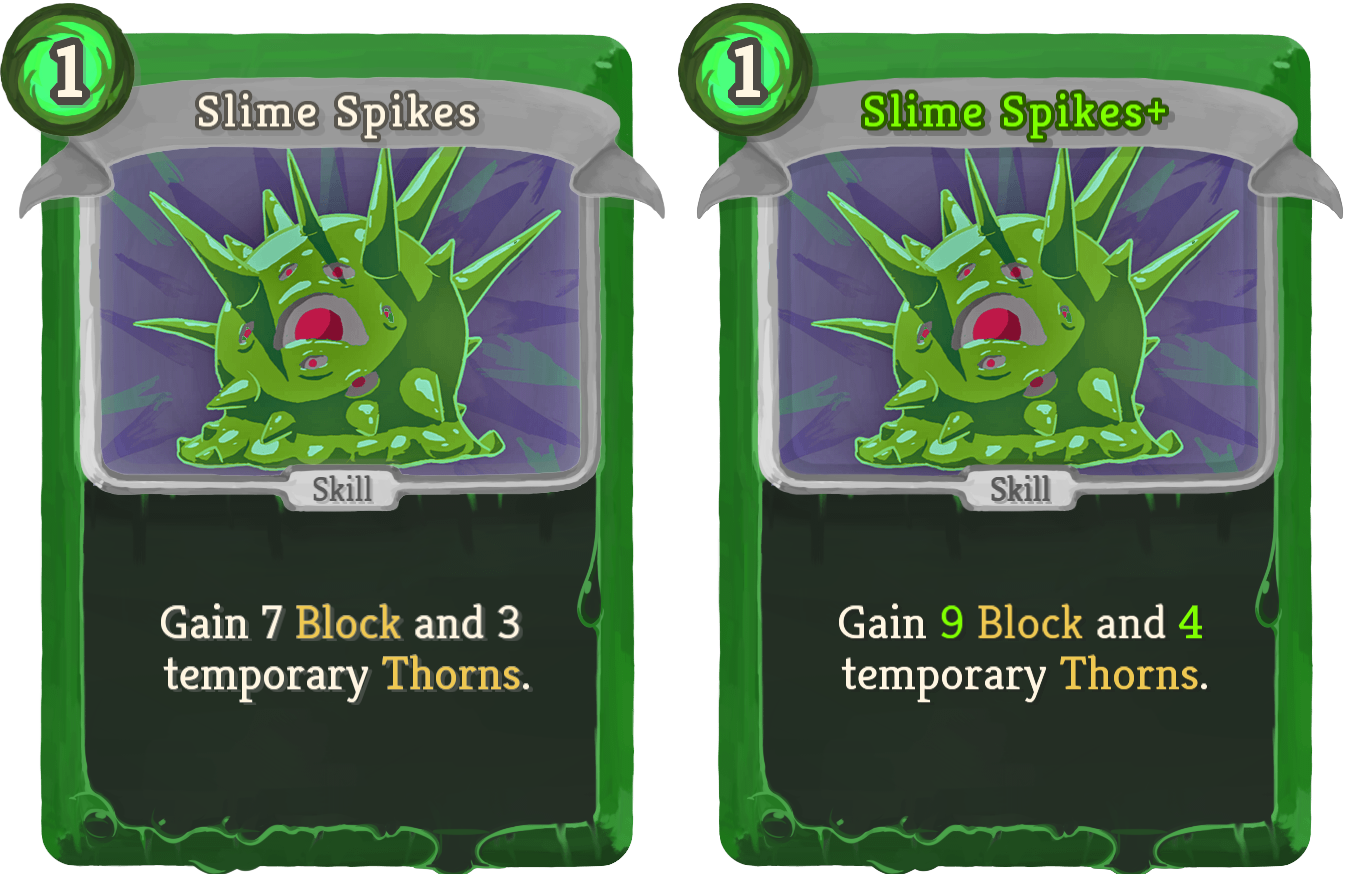 1
Slime Spikes
Skill
Gain 7 Block and 3
temporary Thorns.
1
Slime Spikes+
Skill
Gain 9 Block and 4
temporary Thorns.